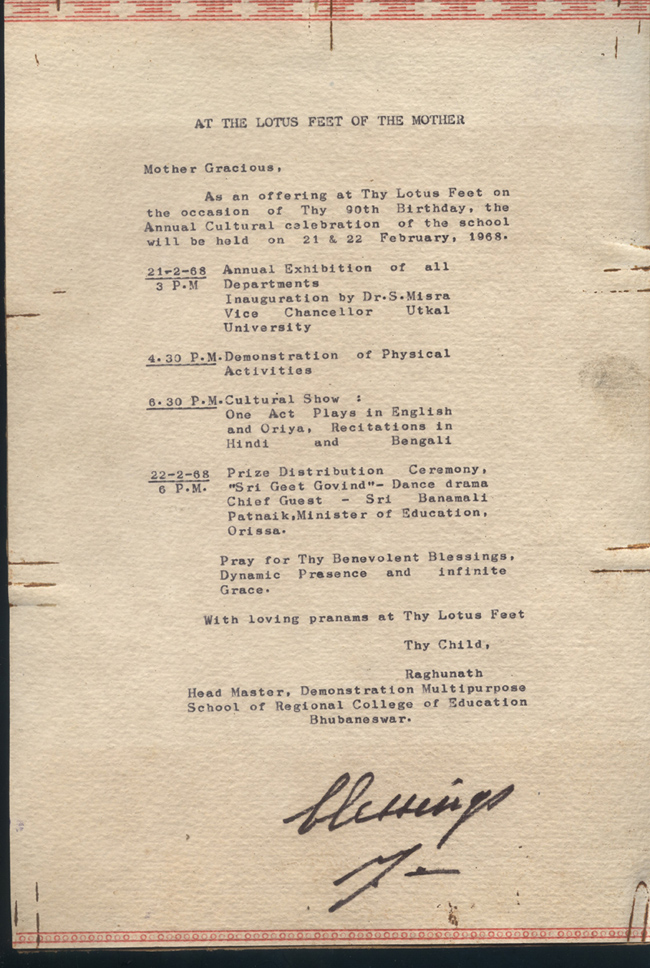 AT THE LOTUS FEET OF THE MOTHER
Mother Gracious,
As an offering at Thy Lotus Feet on
the occasion of Thy 90th Birthday, the
Annual Cultural celebration of the school
will be held on 21 & 22 February, 1968.
21-2-68 Annual Exhibition of all
3 P.M Departments
Inauguration by Dr.S.Misra
Vice Chancellor Utkal
University
4.30 P.M. Demonstration of Physical
Activities
6.30 P.M. Cultural Show :
One Act Plays in English
and Oriya, Recitations in
Hindi and Bengali
22-2-68 Prize Distribution Ceremony,
6 P.M. "Sri Geet Govind"- Dance drama
Chief Guest - Sri Banamali
Patnaik,Minister of Education,
Orissa.
Pray for Thy Benevolent Blessings,
Dynamic Presence and infinite
Grace.
With loving pranams at Thy Lotus Feet
Thy Child,
Raghunath
Head Master, Demonstration Multipurpose
School of Regional College of Education
Bhubaneswar.
blessings